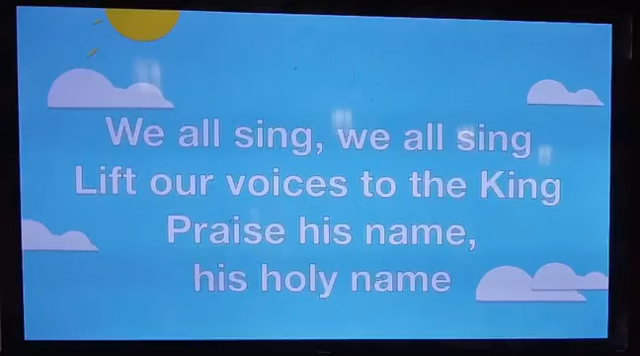 We all sing, we all sing
Lift our voices to the King
Praise his name,
his holy name